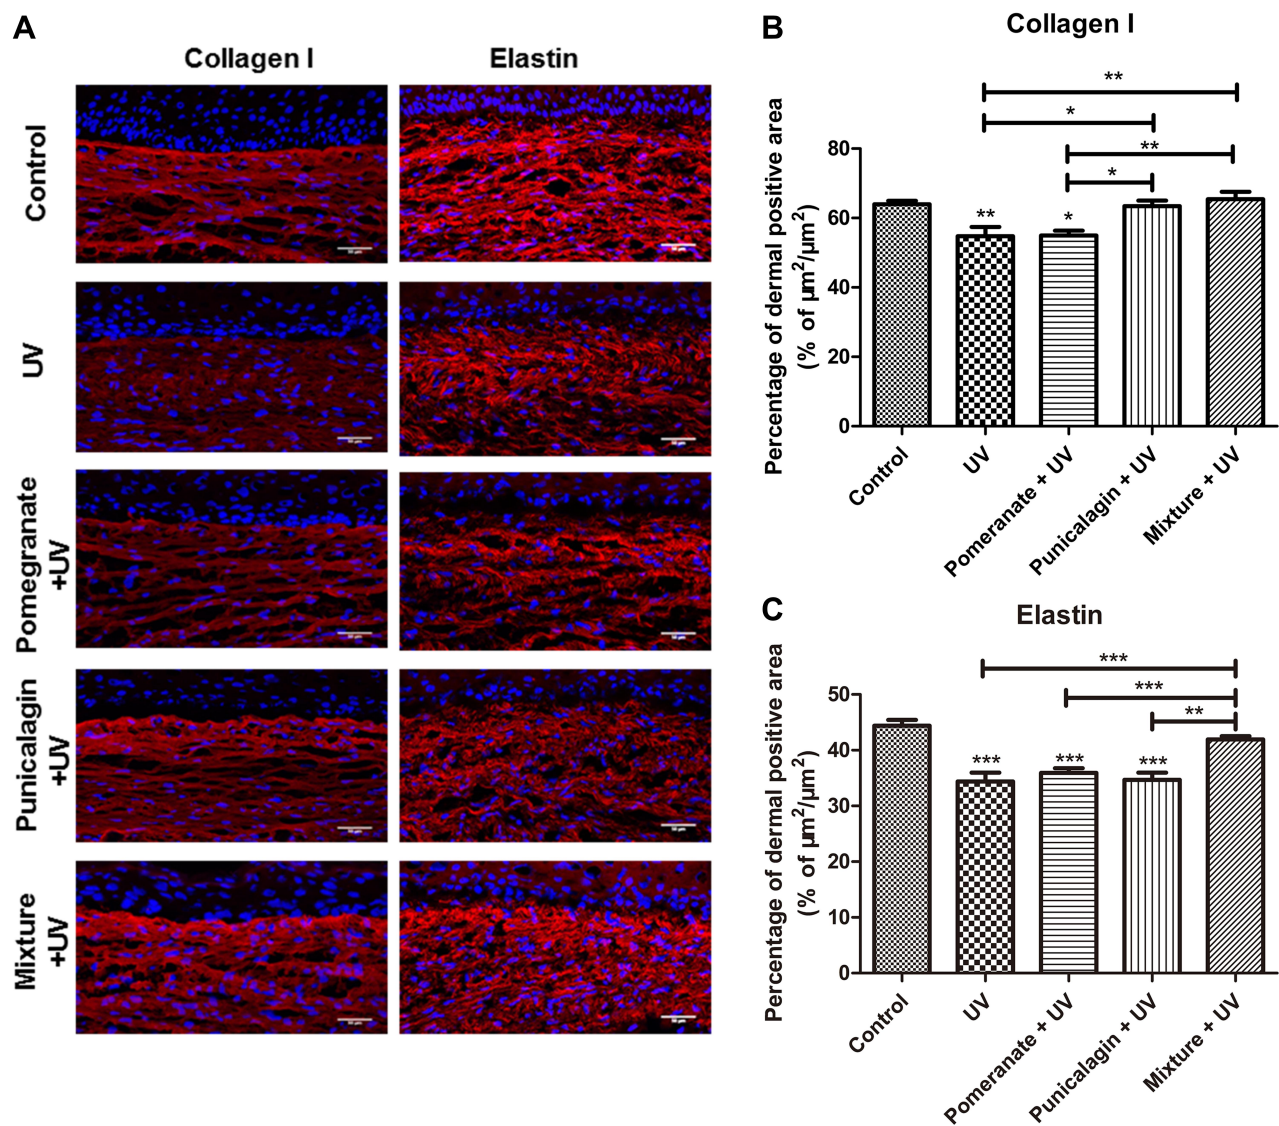 A
Collagen I
Elastin
Control
UV
Pomegranate
+UV
Punicalagin
+UV
Mixture
+UV
B
Collagen I
Percentage of dermal positive area
(% of µm²/µm²)
80
60
40
20
0
**
*
**
*
**
*
Control
UV
Pomeranate + UV
Punicalagin + UV
Mixture + UV
C
Elastin
Percentage of dermal positive area
(% of µm²/µm²)
50
40
30
20
10
0
***
***
**
***
***
***
Control
UV
Pomeranate + UV
Punicalagin + UV
Mixture + UV